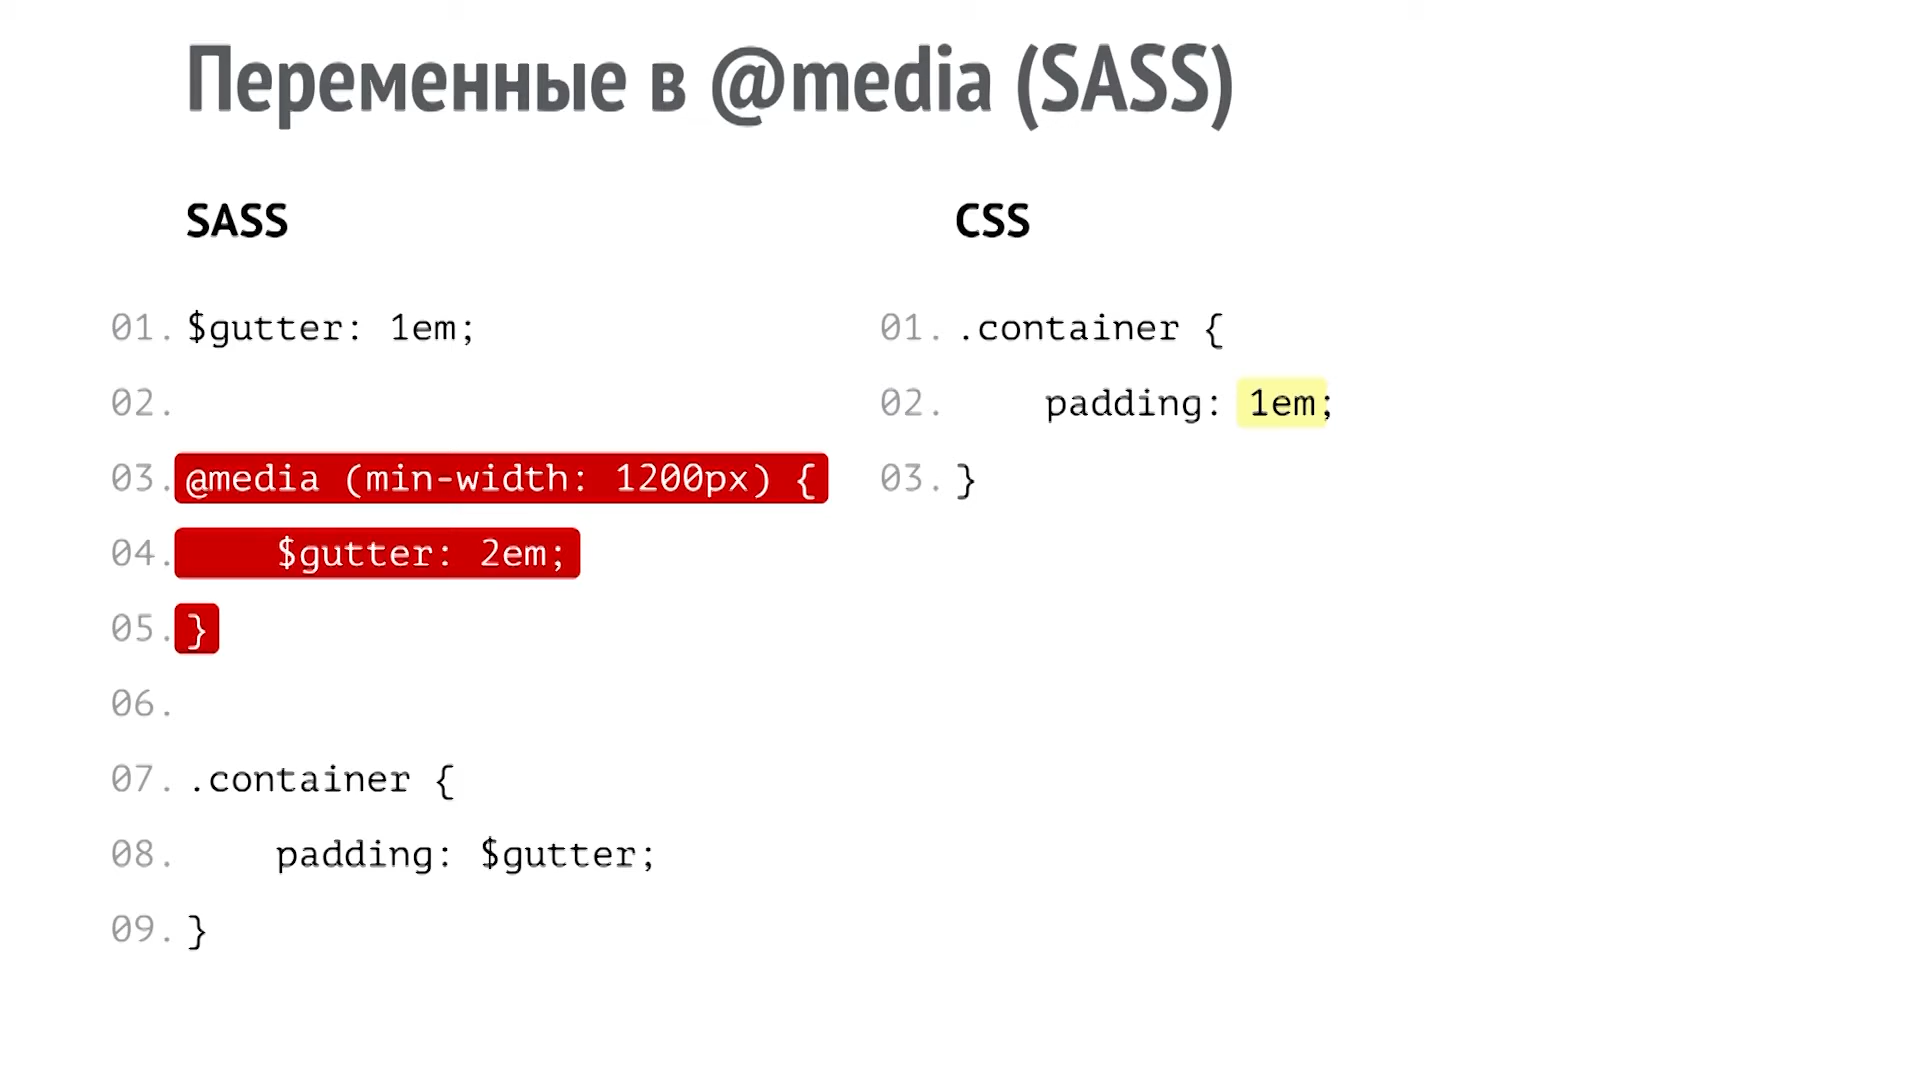 Переменные в @media (SASS)
SASS
01. $gutter: 1em;
02.
03. @media (min-width: 1200px) {
04.     $gutter: 2em;
05. }
06.
07. .container {
08.     padding: $gutter;
09. }
CSS
01. .container {
02.     padding: 1em;
03. }